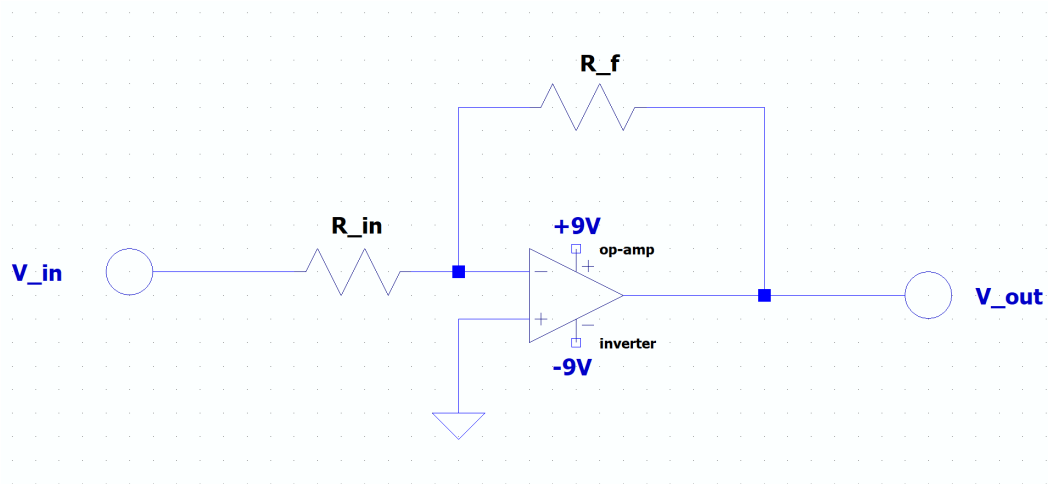 R_f
R_in
+9V
op-amp
+
V_in
−
+
V_out
−
inverter
-9V